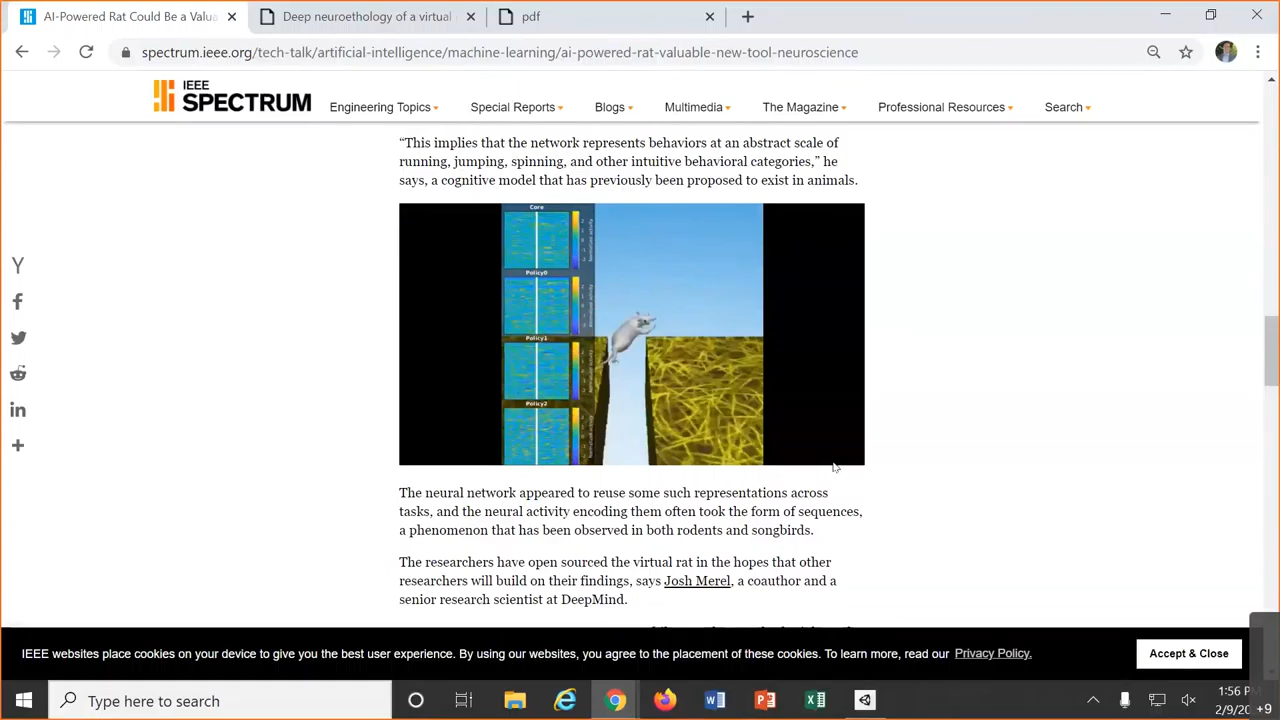 AI-Powered Rat Could Be a Valua
Deep neuroethology of a virtual
pdf
spectrum.ieee.org/tech-talk/artificial-intelligence/machine-learning/ai-powered-rat-valuable-new-tool-neuroscience
IEEE
SPECTRUM
Engineering Topics
Special Reports
Blogs
Multimedia
The Magazine
Professional Resources
Search
“This implies that the network represents behaviors at an abstract scale of
running, jumping, spinning, and other intuitive behavioral categories,” he
says, a cognitive model that has previously been proposed to exist in animals.
Core
Policy0
Policy1
Policy2
The neural network appeared to reuse some such representations across
tasks, and the neural activity encoding them often took the form of sequences,
a phenomenon that has been observed in both rodents and songbirds.
The researchers have open sourced the virtual rat in the hopes that other
researchers will build on their findings, says Josh Merel, a coauthor and a
senior research scientist at DeepMind.
IEEE websites place cookies on your device to give you the best user experience. By using our websites, you agree to the placement of these cookies. To learn more, read our Privacy Policy.
Accept & Close
Type here to search
1:56 P
2/9/20
+9